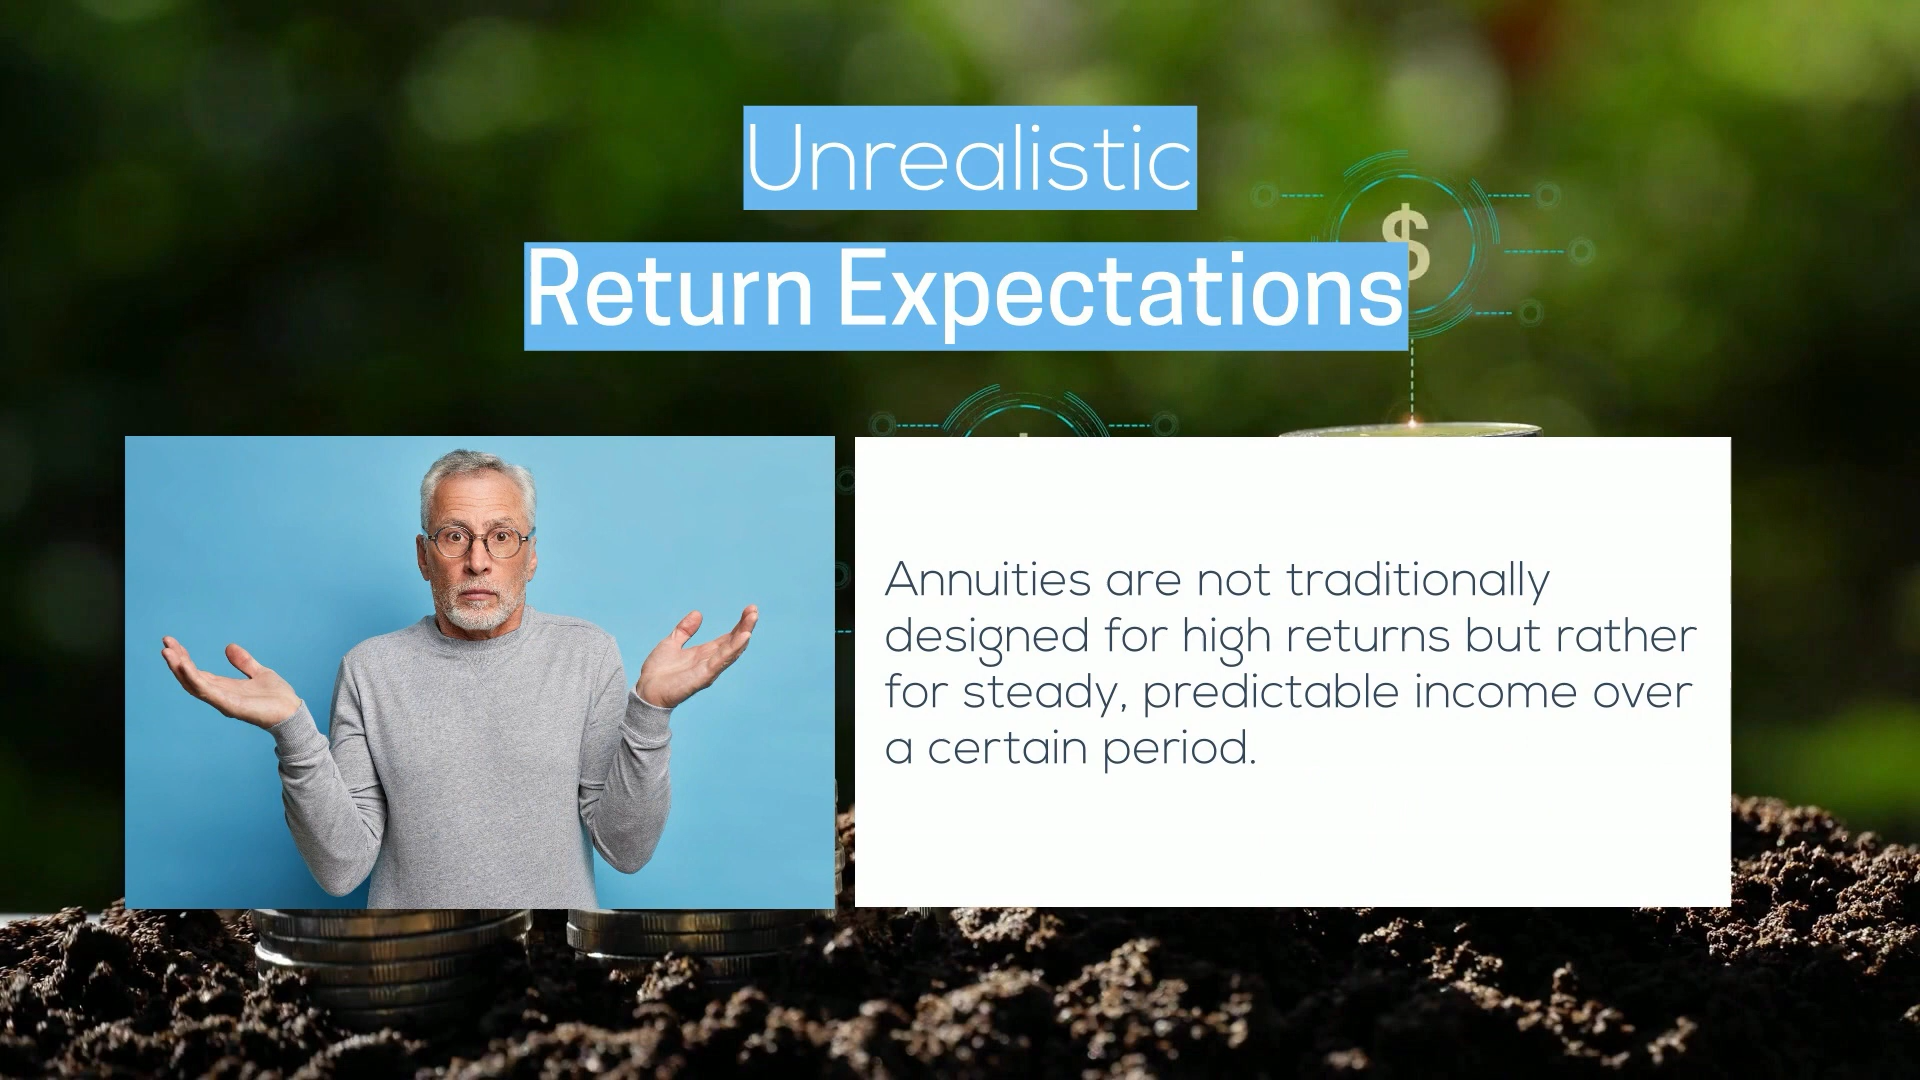 Unrealistic
Return Expectations
$
Annuities are not traditionally
designed for high returns but rather
for steady, predictable income over
a certain period.